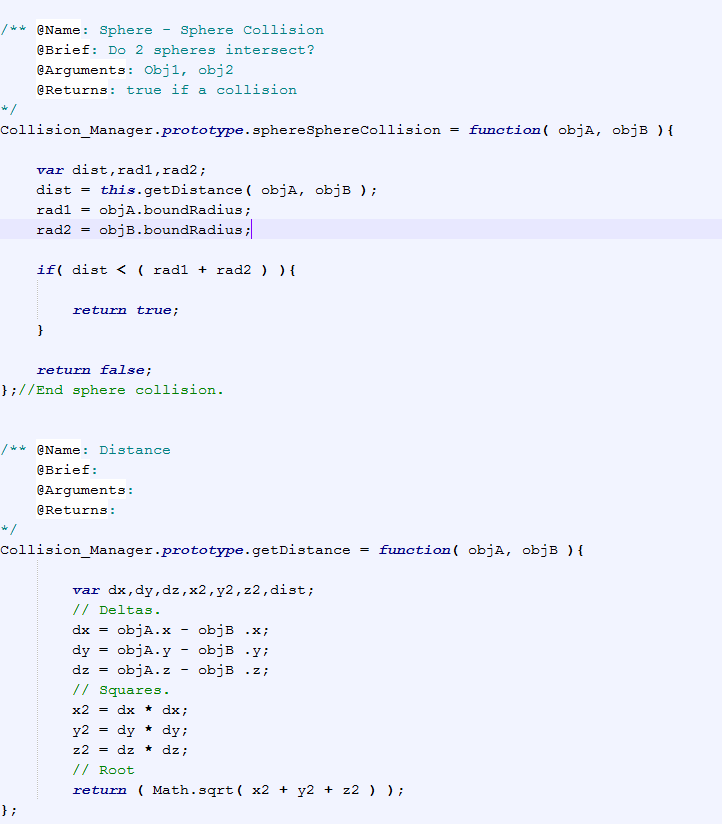 /** @Name: Sphere - Sphere Collision
    @Brief: Do 2 spheres intersect?
    @Arguments: Obj1, obj2
    @Returns: true if a collision
*/
Collision_Manager.prototype.sphereSphereCollision = function( objA, objB ){
    var dist,rad1,rad2;
    dist = this.getDistance( objA, objB );
    rad1 = objA.boundRadius;
    rad2 = objB.boundRadius;
    if( dist < ( rad1 + rad2 ) ){
        return true;
    }
    return false;
};//End sphere collision.
/** @Name: Distance
    @Brief:
    @Arguments:
    @Returns:
*/
Collision_Manager.prototype.getDistance = function( objA, objB ){
        var dx,dy,dz,x2,y2,z2,dist;
        // Deltas.
        dx = objA.x - objB .x;
        dy = objA.y - objB .y;
        dz = objA.z - objB .z;
        // Squares.
        x2 = dx * dx;
        y2 = dy * dy;
        z2 = dz * dz;
        // Root
        return ( Math.sqrt( x2 + y2 + z2 ) );
};